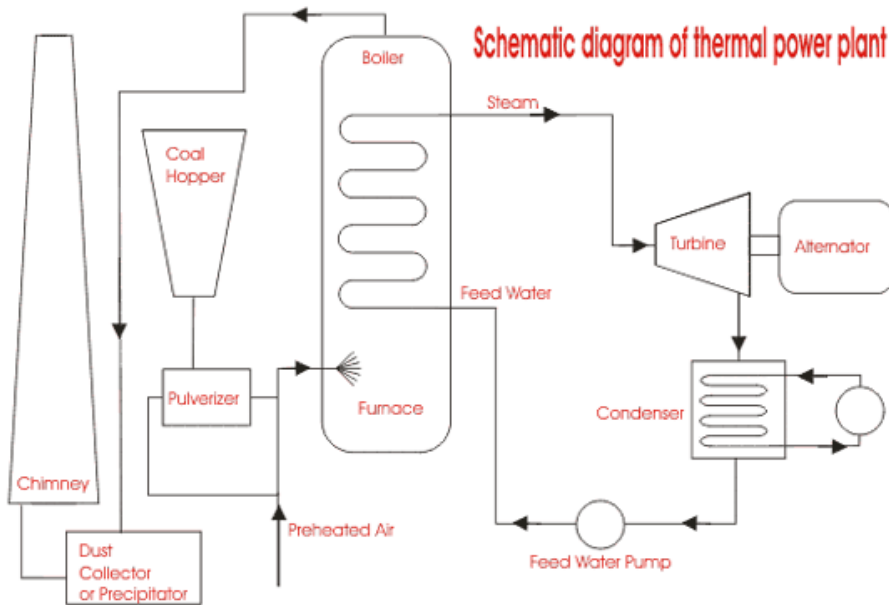 Schematic diagram of thermal power plant
Boiler
Steam
Coal
Hopper
Turbine
Alternator
Feed Water
Pulverizer
Furnace
Condenser
Chimney
Preheated Air
Dust
Collector
or Precipitator
Feed Water Pump